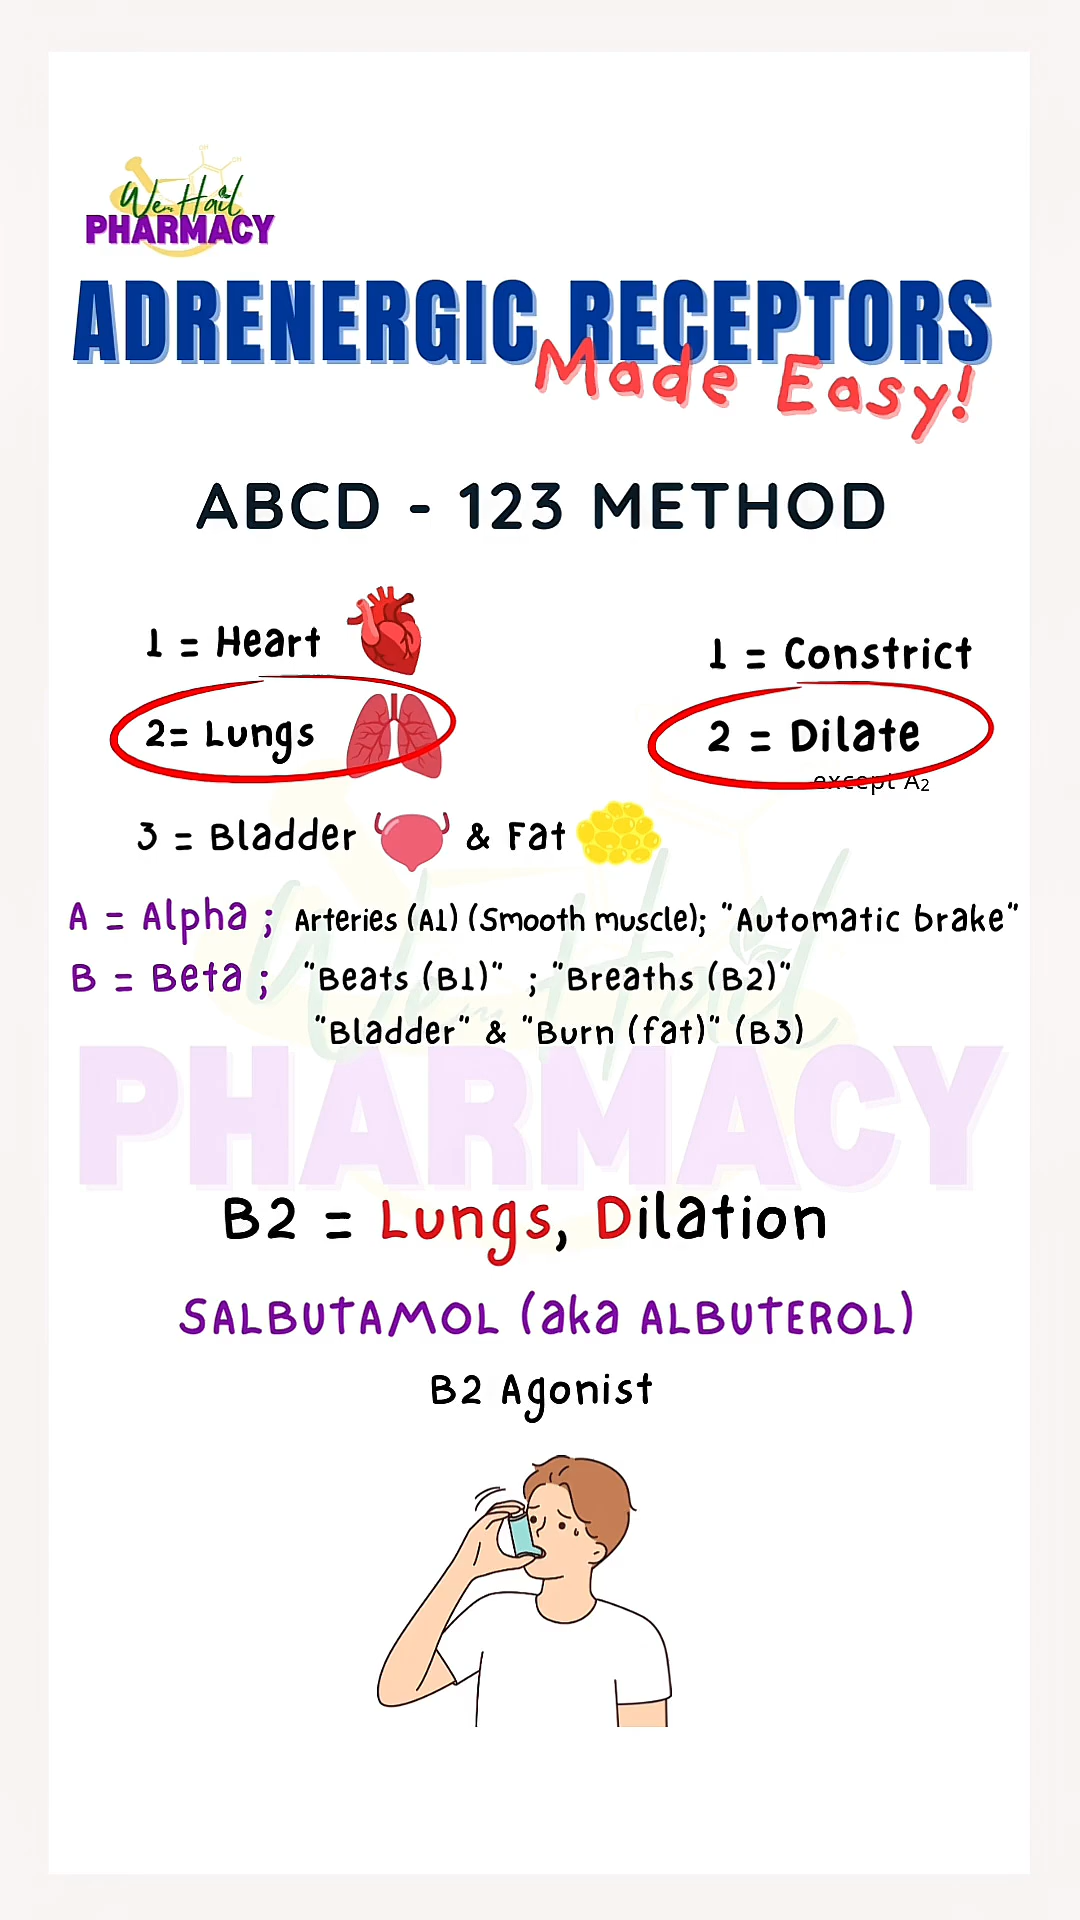 We Hail
PHARMACY
ADRENERGIC RECEPTORS
Made Easy!
ABCD - 123 METHOD
1 = Heart
2= Lungs
3 = Bladder & Fat
1 = Constrict
2 = Dilate
except A2
A = Alpha ; Arteries (A1) (Smooth muscle); "Automatic brake"
B = Beta ; "Beats (B1)" ; "Breaths (B2)"
"Bladder" & "Burn (fat)" (B3)
PHARMACY
B2 = Lungs, Dilation
SALBUTAMOL (aka ALBUTEROL)
B2 Agonist